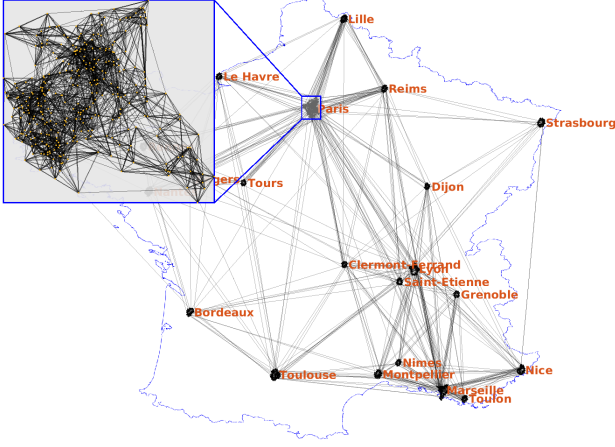 Lille
Le Havre
Reims
Paris
Strasbourg
gers
Tours
Dijon
Clermont-Ferrand
Lyon
Saint-Etienne
Grenoble
Bordeaux
Nimes
Toulouse
Montpellier
Nice
Marseille
Toulon